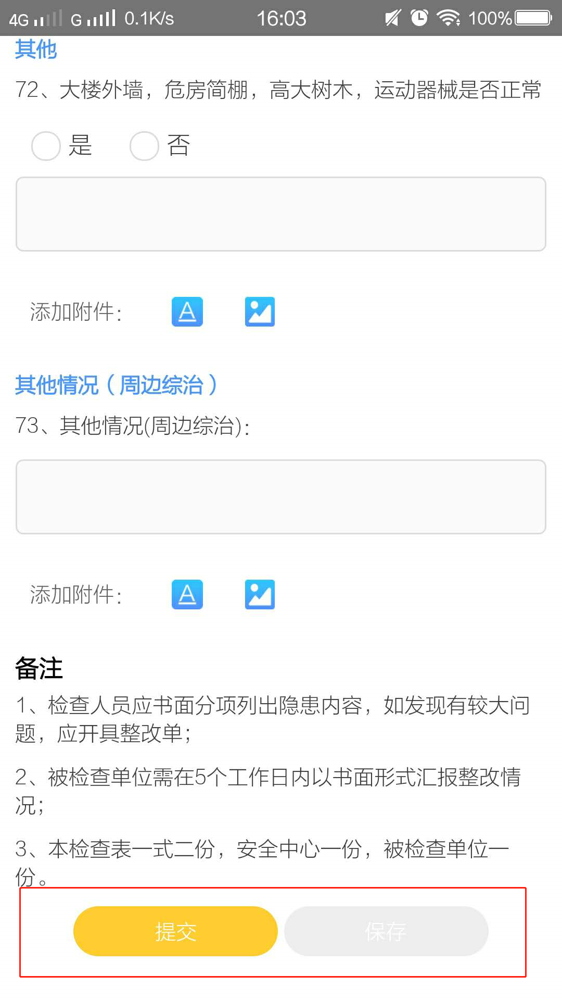 4G G 0.1K/s 16:03 100%
其他
72、大楼外墙，危房简棚，高大树木，运动器械是否正常
是 否
添加附件：
A
其他情况（周边综治）
73、其他情况(周边综治)：
添加附件：
A
备注
1、检查人员应书面分项列出隐患内容，如发现有较大问
题，应开具整改单；
2、被检查单位需在5个工作日内以书面形式汇报整改情
况；
3、本检查表一式二份，安全中心一份，被检查单位一
份。
提交 保存